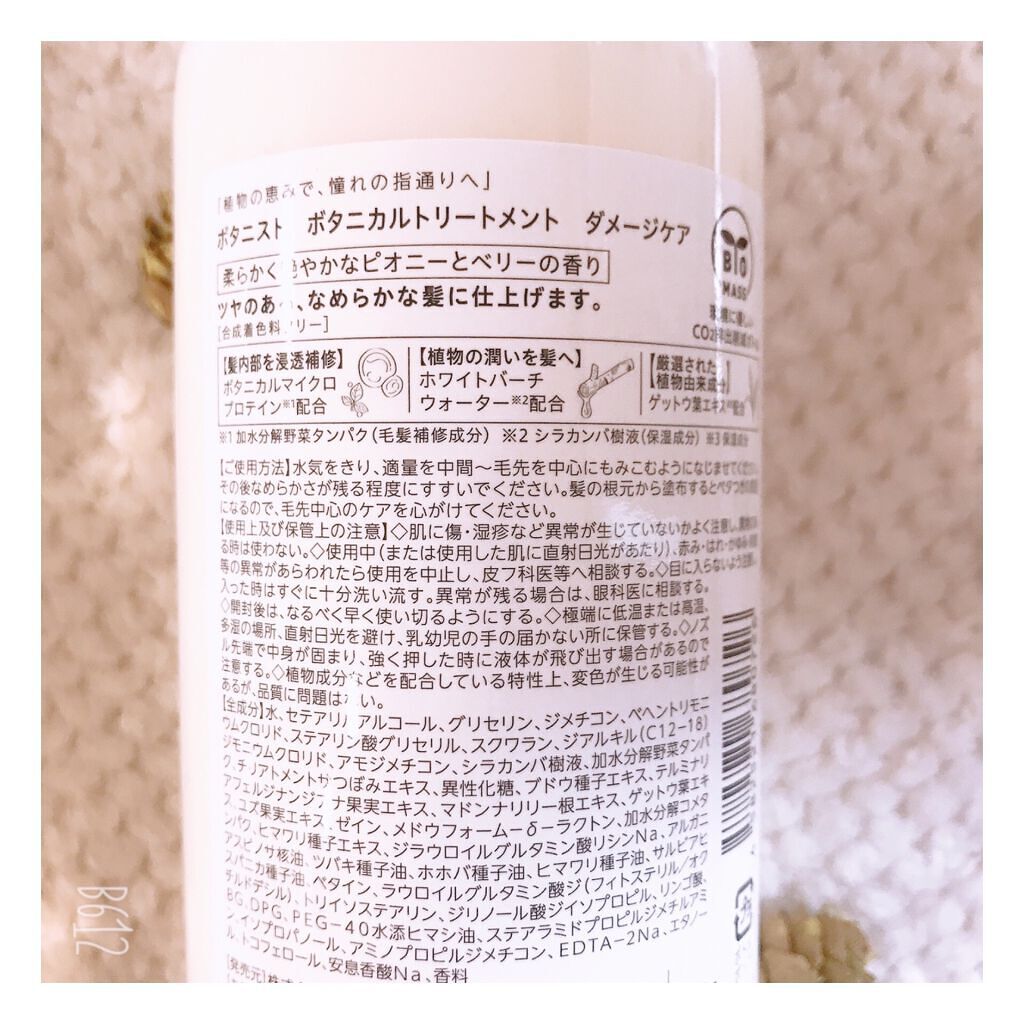 「植物の恵みで、憧れの指通りへ」
ボタニスト ボタニカルトリートメント ダメージケア
柔らかく艶やかなピオニーとベリーの香り
ツヤのある、なめらかな髪に仕上げます。
[合成着色料フリー]
BIO
MASS
CO2
【髪内部を浸透補修】
ボタニカルマイクロ
プロテイン※1配合
【植物の潤いを髪へ】
ホワイトバーチ
ウォーター※2配合
【厳選された
【植物由来成分】
ゲットウ葉エキス※3配合
※1 加水分解野菜タンパク(毛髪補修成分) ※2 シラカンバ樹液(保湿成分) ※3 保湿成分
【ご使用方法】水気をきり、適量を中間～毛先を中心にもみこむようになじませてください。
その後なめらかさが残る程度にすすいでください。髪の根元から塗布するとベタつきの
になるので、毛先中心のケアを心がけてください。
【使用上及び保管上の注意】◇肌に傷・湿疹など異常が生じていないかよく注意し、
る時は使わない。◇使用中(または使用した肌に直射日光があたり)、赤み・はれ・かゆみ・
等の異常があらわれたら使用を中止し、皮フ科医等へ相談する。◇目に入らないよう注意し、
入った時はすぐに十分洗い流す。異常が残る場合は、眼科医に相談する。
◇開封後は、なるべく早く使い切るようにする。◇極端に低温または高温、
多湿の場所、直射日光を避け、乳幼児の手の届かない所に保管する。◇ノズ
ル先端で中身が固まり、強く押した時に液体が飛び出す場合があるので
注意する。◇植物成分などを配合している特性上、変色が生じる可能性が
あるが、品質に問題はない。
【全成分】水、セテアリルアルコール、グリセリン、ジメチコン、ベヘントリモニ
ウムクロリド、ステアリン酸グリセリル、スクワラン、ジアルキル(C12-18)
ジモニウムクロリド、アモジメチコン、シラカンバ樹液、加水分解野菜タンパ
ク、チリアトメントサつぼみエキス、異性化糖、ブドウ種子エキス、テルミナリ
アフェルジナンジアナ果実エキス、マドンナリリー根エキス、ゲットウ葉エキ
ス、ユズ果実エキス、ゼイン、メドウフォーム-δ-ラクトン、加水分解コメタ
ンパク、ヒマワリ種子エキス、ジラウロイルグルタミン酸リシンNa、アルガニ
アスピノサ核油、ツバキ種子油、ホホバ種子油、ヒマワリ種子油、サルビアヒ
スパニカ種子油、ベタイン、ラウロイルグルタミン酸ジ(フィトステリル/オク
チルドデシル)、トリイソステアリン、ジリノール酸ジイソプロピル、リンゴ酸、
BG、DPG、PEG-40水添ヒマシ油、ステアラミドプロピルジメチルアミ
ン、イソプロパノール、アミノプロピルジメチコン、EDTA-2Na、エタノー
ル、トコフェロール、安息香酸Na、香料
[発売元]株式
B612